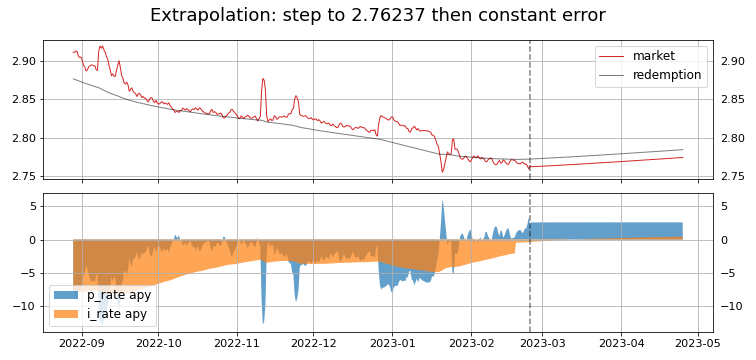 Extrapolation: step to 2.76237 then constant error
2.90
2.85
2.80
2.75
market
redemption
2.90
2.85
2.80
2.75
5
0
−5
−10
p_rate apy
i_rate apy
5
0
−5
−10
2022-09 2022-10 2022-11 2022-12 2023-01 2023-02 2023-03 2023-04 2023-05